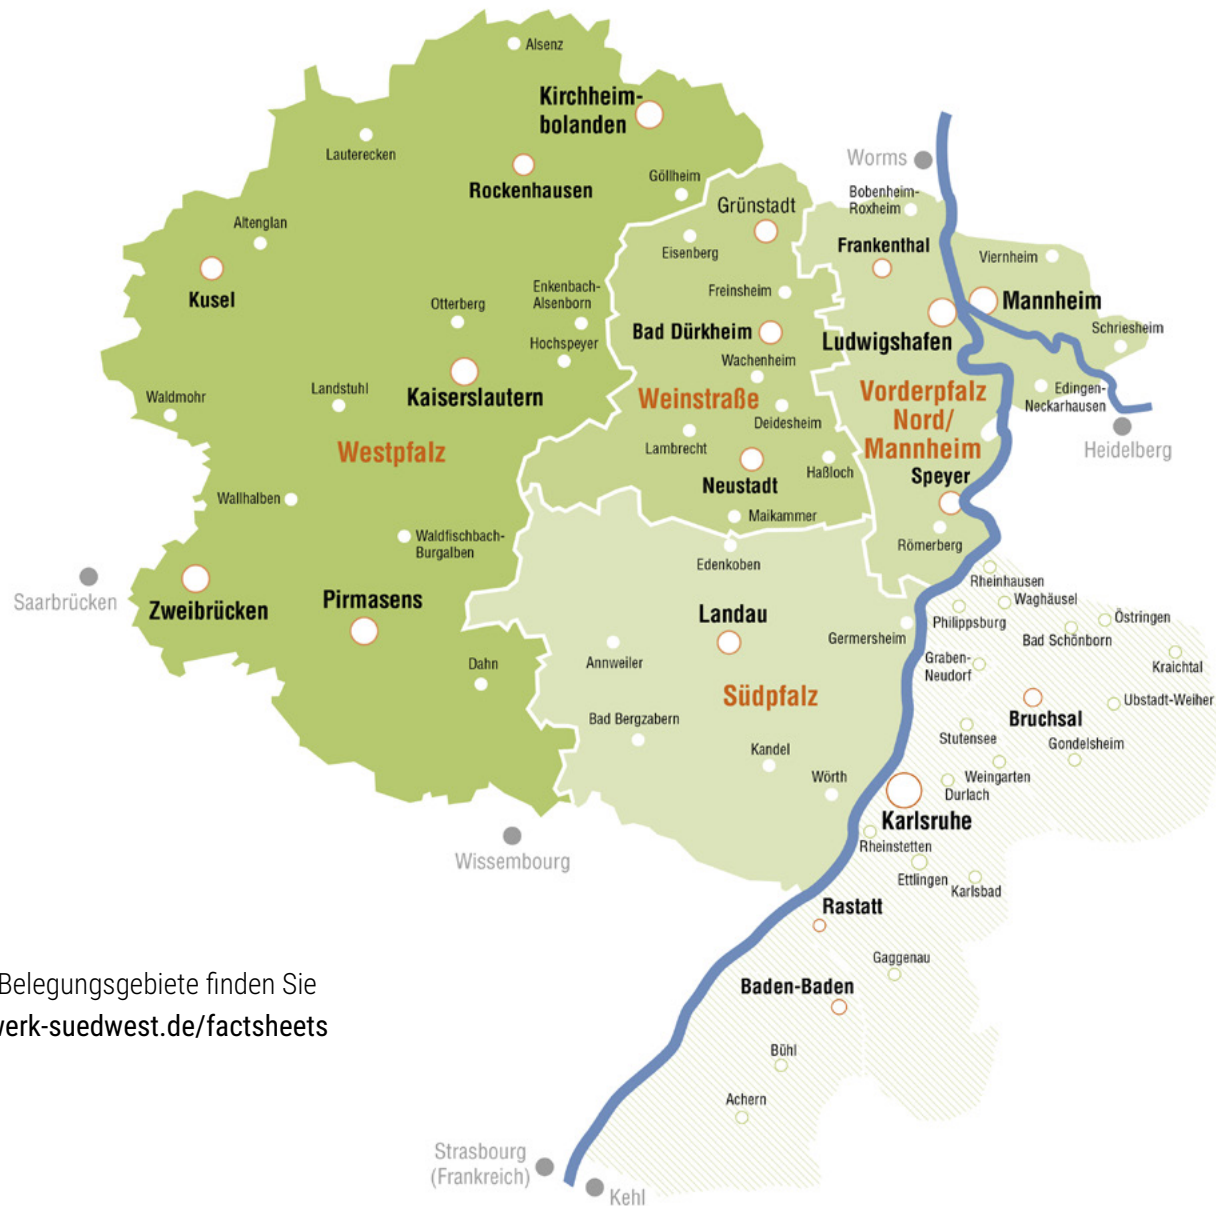 Alsenz
Kirchheim-
bolanden
Lauterecken
Rockenhausen
Worms
Göllheim
Bobenheim-
Roxheim
Grünstadt
Altenglan
Eisenberg
Frankenthal
Viernheim
Kusel
Enkenbach-
Alsenborn
Freinsheim
Mannheim
Otterberg
Bad Dürkheim
Ludwigshafen
Schriesheim
Hochspeyer
Wachenheim
Waldmohr
Landstuhl
Kaiserslautern
Weinstraße
Vorderpfalz
Nord/
Mannheim
Edingen-
Neckarhausen
Deidesheim
Westpfalz
Lambrecht
Heidelberg
Haßloch
Speyer
Neustadt
Wallhalben
Maikammer
Waldfischbach-
Burgalben
Römerberg
Edenkoben
Rheinhausen
Saarbrücken
Zweibrücken
Pirmasens
Waghäusel
Landau
Philippsburg
Östringen
Germersheim
Bad Schönborn
Dahn
Annweiler
Graben-
Neudorf
Kraichtal
Südpfalz
Ubstadt-Weiher
Bad Bergzabern
Bruchsal
Stutensee
Gondelsheim
Kandel
Wörth
Weingarten
Durlach
Karlsruhe
Wissembourg
Rheinstetten
Ettlingen
Karlsbad
Rastatt
Gaggenau
Belegungsgebiete finden Sie
werk-suedwest.de/factsheets
Baden-Baden
Bühl
Achern
Strasbourg
(Frankreich)
Kehl